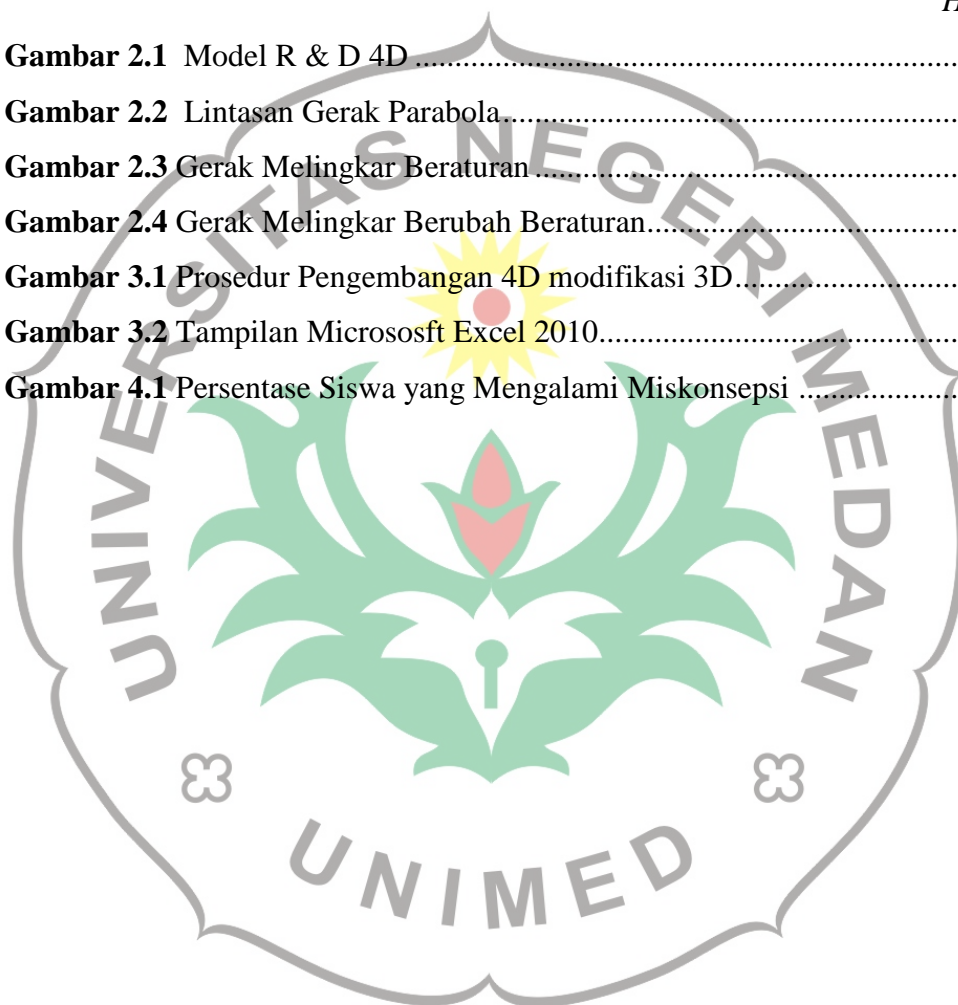 Gambar 2.1 Model R & D 4D
Gambar 2.2 Lintasan Gerak Parabola
Gambar 2.3 Gerak Melingkar Beraturan
Gambar 2.4 Gerak Melingkar Berubah Beraturan
Gambar 3.1 Prosedur Pengembangan 4D modifikasi 3D
Gambar 3.2 Tampilan Micrososft Excel 2010
Gambar 4.1 Persentase Siswa yang Mengalami Miskonsepsi
UNIVERSITAS NEGERI MEDAN
UNIMED